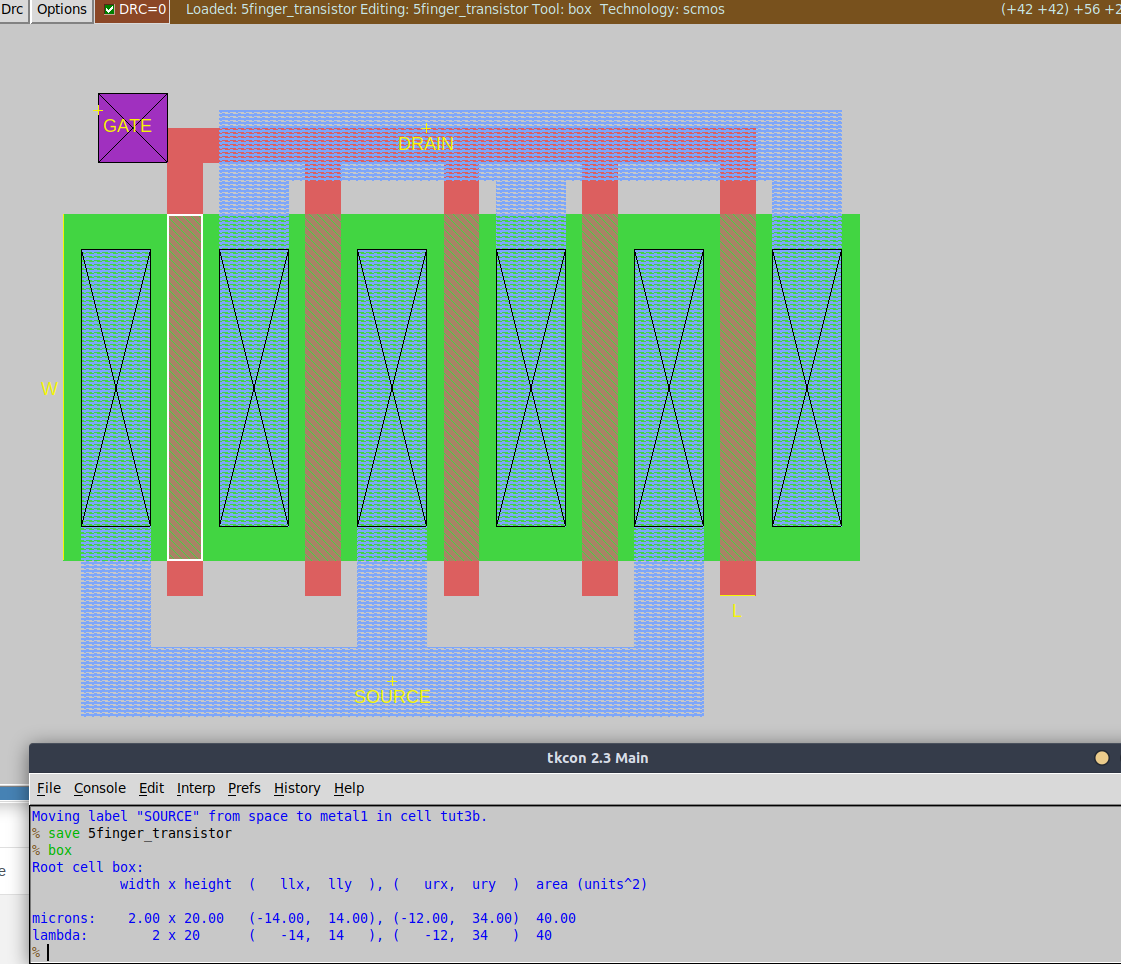 Drc Options DRC=0 Loaded: 5finger_transistor Editing: 5finger_transistor Tool: box Technology: scmos (+42 +42) +56 +2
GATE
DRAIN
W
L
SOURCE
tkcon 2.3 Main
File Console Edit Interp Prefs History Help
Moving label "SOURCE" from space to metal1 in cell tut3b.
% save 5finger_transistor
% box
Root cell box:
width x height ( llx, lly ), ( urx, ury ) area (units^2)
microns: 2.00 x 20.00 (-14.00, 14.00), (-12.00, 34.00) 40.00
lambda: 2 x 20 ( -14, 14 ), ( -12, 34 ) 40
%
e